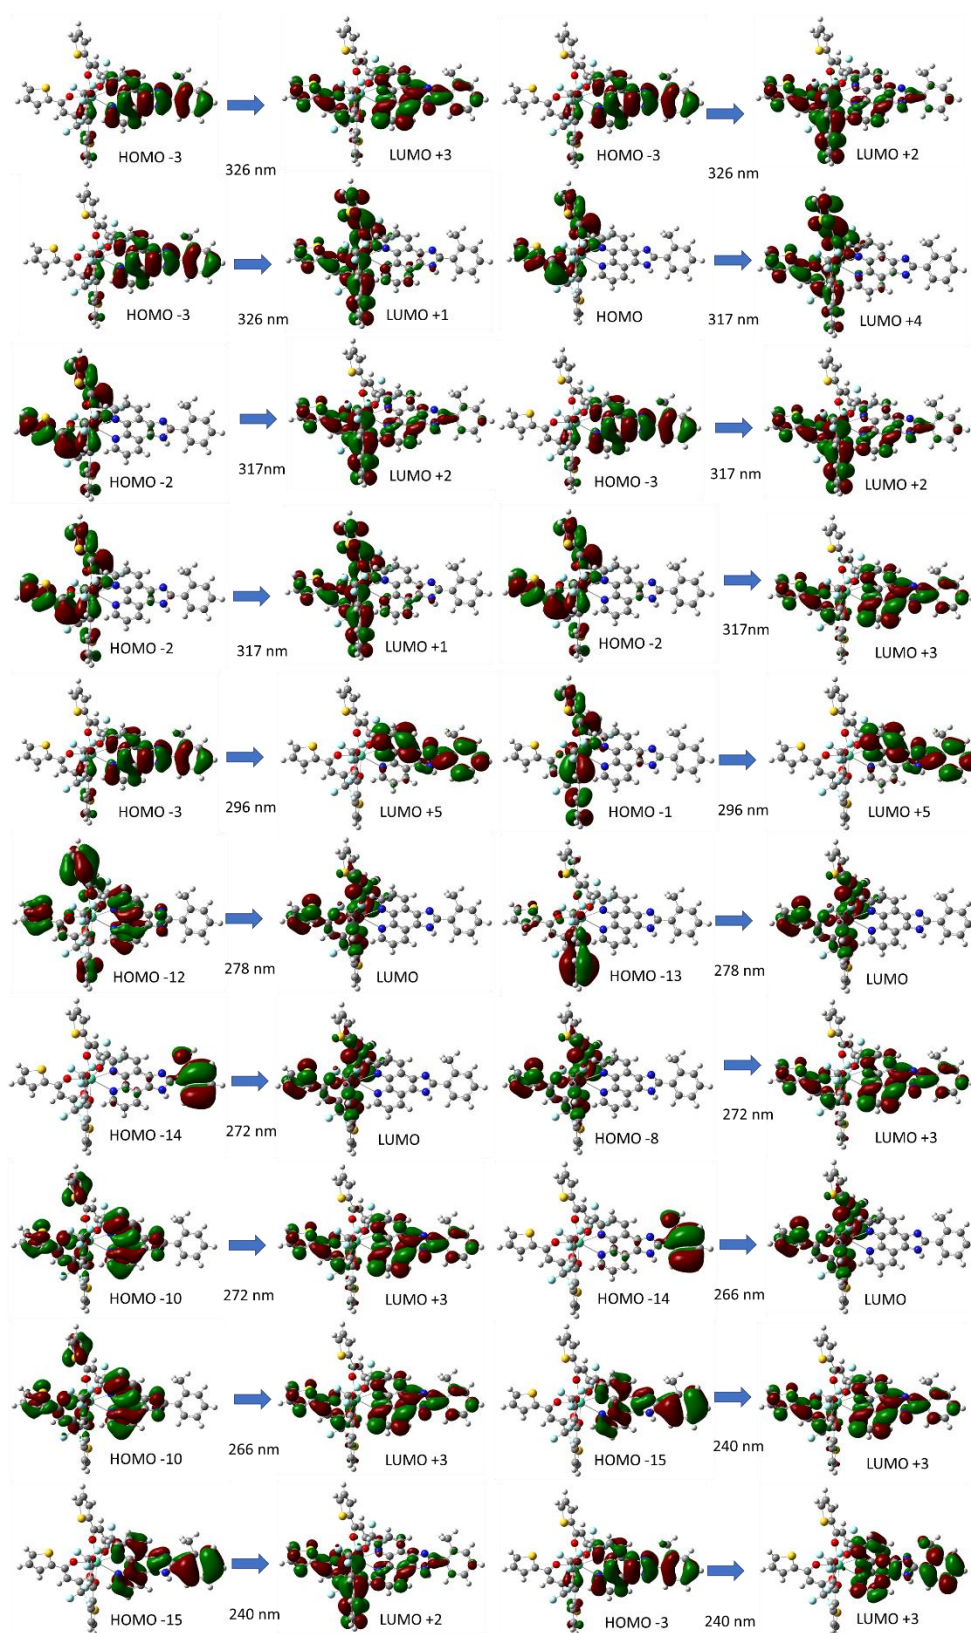 HOMO -3
326 nm
LUMO +3
HOMO -3
326 nm
LUMO +2
HOMO -3
326 nm
LUMO +1
HOMO
317 nm
LUMO +4
HOMO -2
317nm
LUMO +2
HOMO -3
317 nm
LUMO +2
HOMO -2
317 nm
LUMO +1
HOMO -2
317nm
LUMO +3
HOMO -3
296 nm
LUMO +5
HOMO -1
296 nm
LUMO +5
HOMO -12
278 nm
LUMO
HOMO -13
278 nm
LUMO
HOMO -14
272 nm
LUMO
HOMO -8
272 nm
LUMO +3
HOMO -10
272 nm
LUMO +3
HOMO -14
266 nm
LUMO
HOMO -10
266 nm
LUMO +3
HOMO -15
240 nm
LUMO +3
HOMO -15
240 nm
LUMO +2
HOMO -3
240 nm
LUMO +3